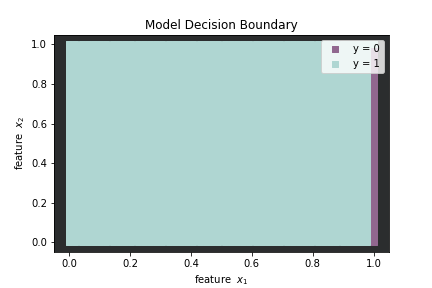 Model Decision Boundary
y = 0
y = 1
1.0
0.8
0.6
0.4
0.2
0.0
feature x₂
0.0 0.2 0.4 0.6 0.8 1.0
feature x₁